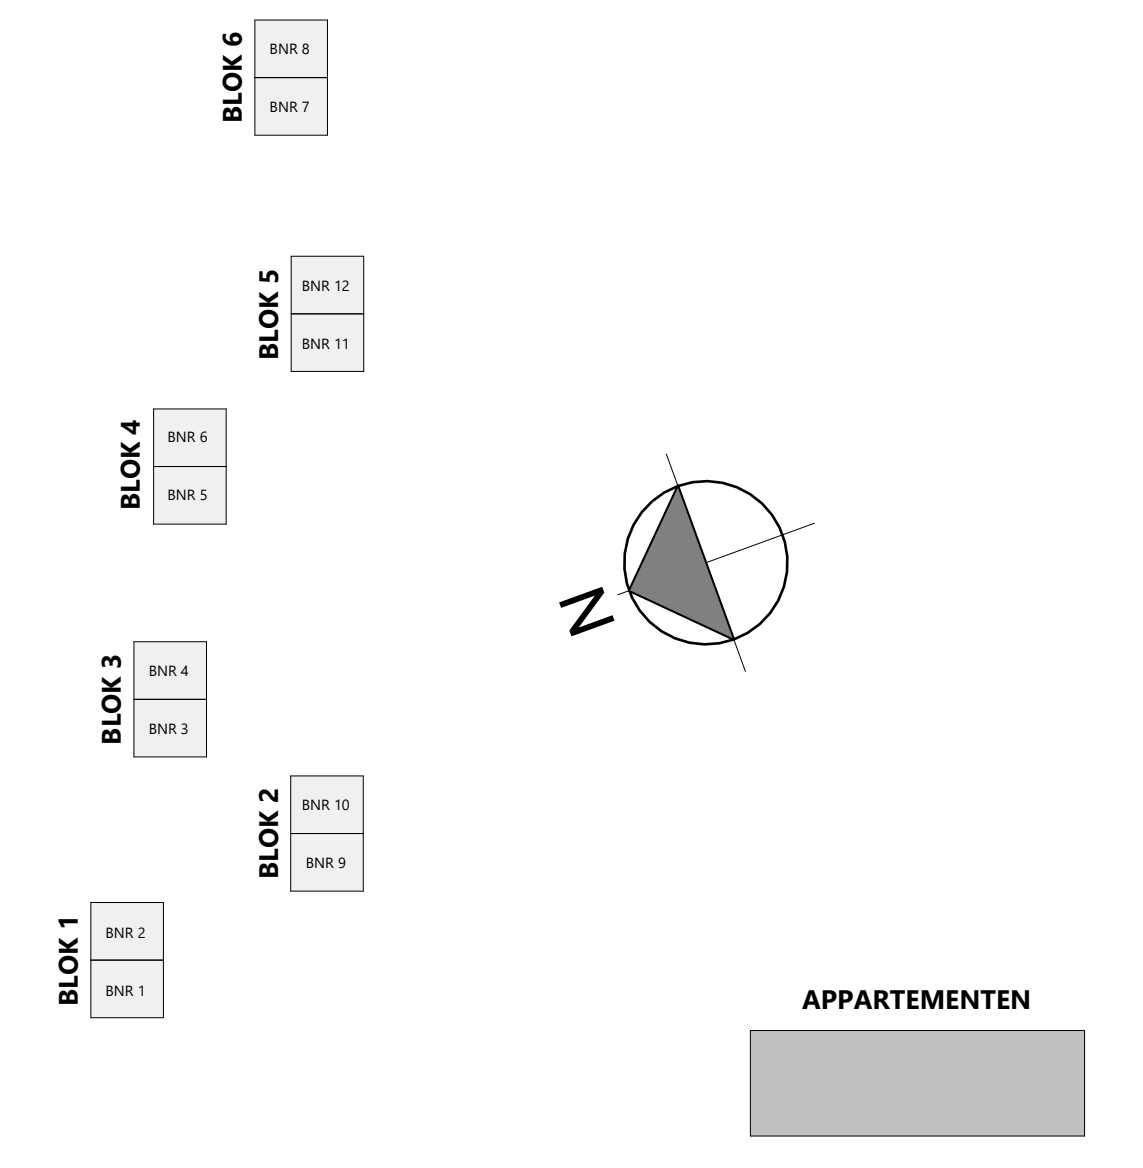 BLOK 6
BNR 8
BNR 7
BLOK 5
BNR 12
BNR 11
BLOK 4
BNR 6
BNR 5
N
BLOK 3
BNR 4
BNR 3
BLOK 2
BNR 10
BNR 9
BLOK 1
BNR 2
BNR 1
APPARTEMENTEN